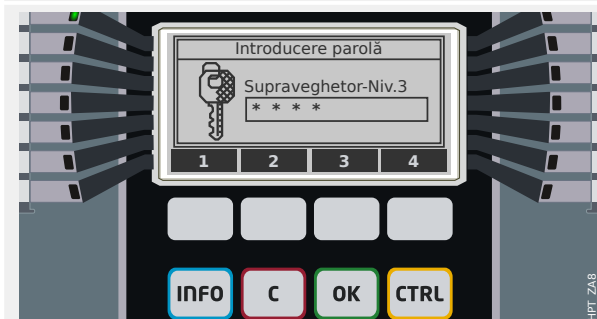 Introducere parolă
Supraveghetor-Niv.3
* * * *
1 2 3 4
INFO C OK CTRL
HPT ZA8